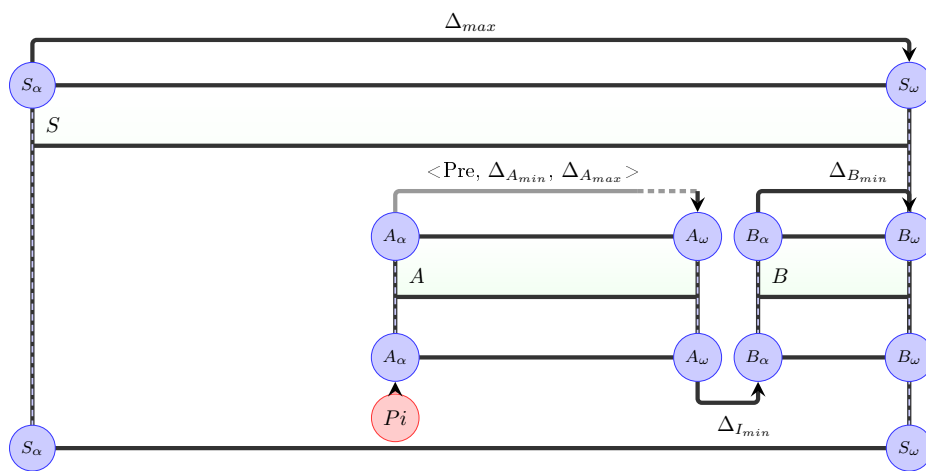 Δ_max
S_α S_ω
S
<Pre, Δ_{A_min}, Δ_{A_max}> Δ_{B_min}
A_α A_ω B_α B_ω
A B
A_α A_ω B_α B_ω
Pi Δ_{I_min}
S_α S_ω